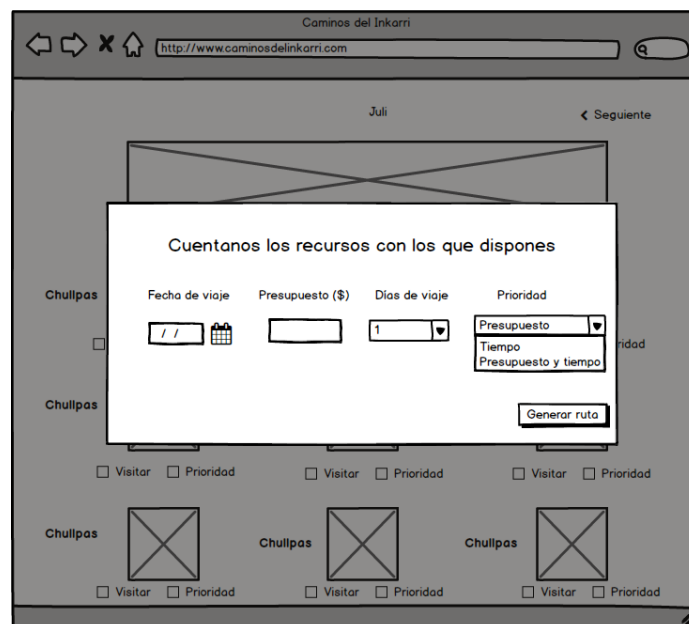 Caminos del Inkarri
http://www.caminosdelinkarri.com
Juli
Seguiente
Cuentanos los recursos con los que dispones
Fecha de viaje Presupuesto ($) Dias de viaje Prioridad
/ / 1 Presupuesto
Tiempo
Presupuesto y tiempo
Generar ruta
Chullpas
ridad
Chullpas
Visitar Prioridad Visitar Prioridad Visitar Prioridad
Chullpas Chullpas Chullpas
Visitar Prioridad Visitar Prioridad Visitar Prioridad